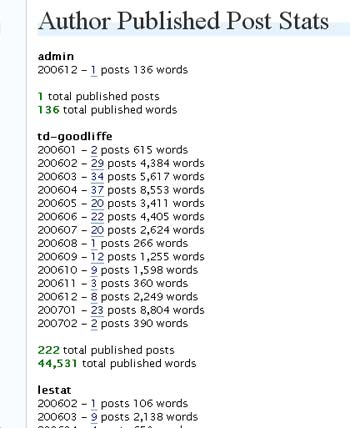 Author Published Post Stats
admin
200612 – 1 posts 136 words
1 total published posts
136 total published words
td-goodliffe
200601 – 2 posts 615 words
200602 – 29 posts 4,384 words
200603 – 34 posts 5,617 words
200604 – 37 posts 8,553 words
200605 – 20 posts 3,411 words
200606 – 22 posts 4,405 words
200607 – 20 posts 2,624 words
200608 – 1 posts 266 words
200609 – 12 posts 1,255 words
200610 – 9 posts 1,598 words
200611 – 3 posts 360 words
200612 – 8 posts 2,249 words
200701 – 23 posts 8,804 words
200702 – 2 posts 390 words
222 total published posts
44,531 total published words
lestat
200602 – 1 posts 106 words
200603 – 9 posts 2,138 words